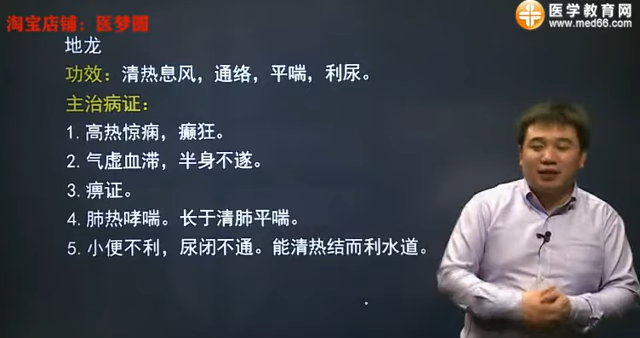 淘宝店铺：医梦圆
医学教育网
www.med66.com
地龙
功效：清热息风，通络，平喘，利尿。
主治病证：
1.高热惊痫，癫狂。
2.气虚血滞，半身不遂。
3.痹证。
4.肺热哮喘。长于清肺平喘。
5.小便不利，尿闭不通。能清热结而利水道。